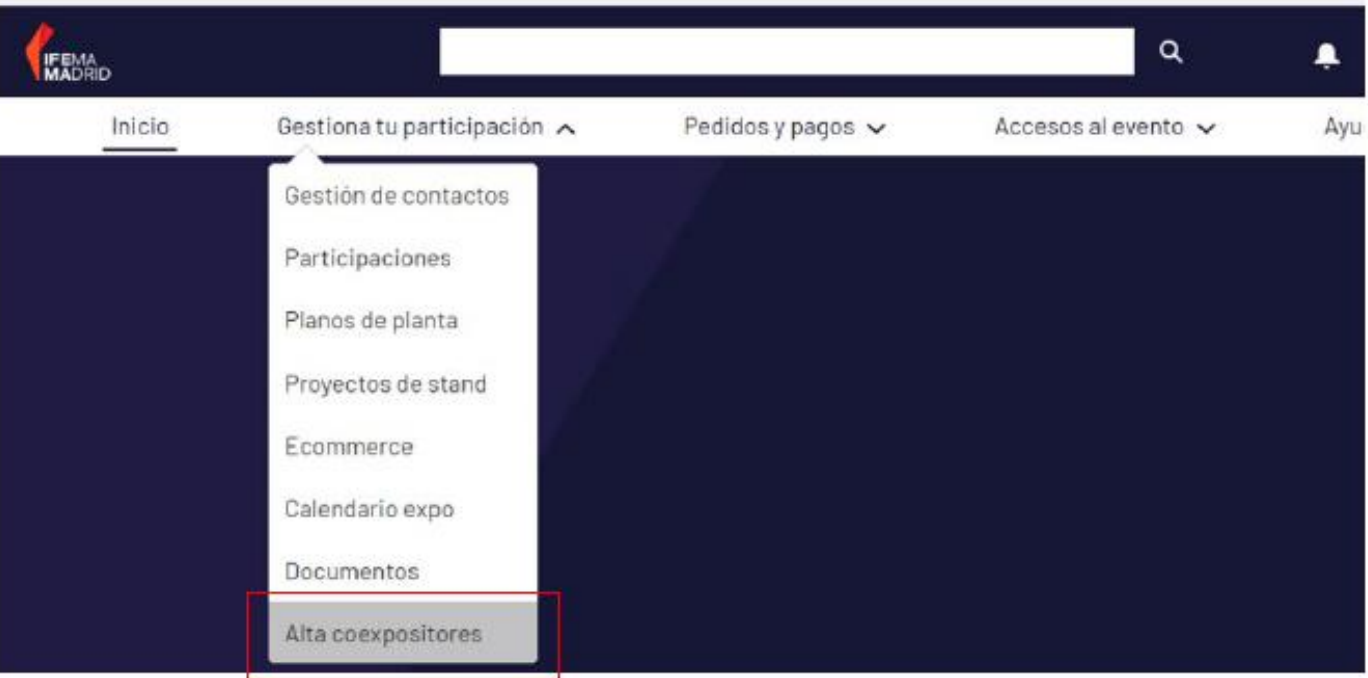 IFEMA
MADRID
Inicio
Gestiona tu participación
Pedidos y pagos
Accesos al evento
Ayu
Gestión de contactos
Participaciones
Planos de planta
Proyectos de stand
Ecommerce
Calendario expo
Documentos
Alta coexpositores